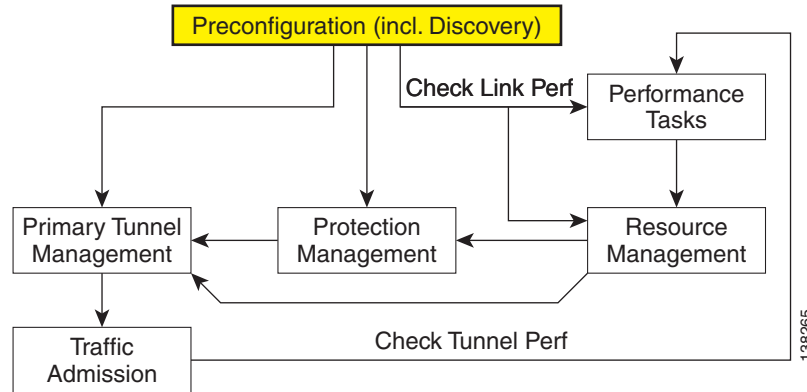 Preconfiguration (incl. Discovery)
Check Link Perf
Performance
Tasks
Primary Tunnel
Management
Protection
Management
Resource
Management
Traffic
Admission
Check Tunnel Perf
138265